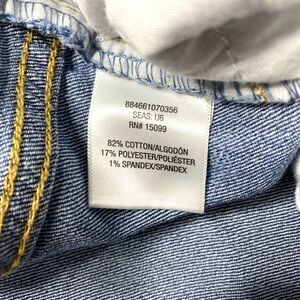 884661070356
SEAS: U6
RN# 15099
82% COTTON/ALGODÓN
17% POLYESTER/POLIÉSTER
1% SPANDEX/SPANDEX